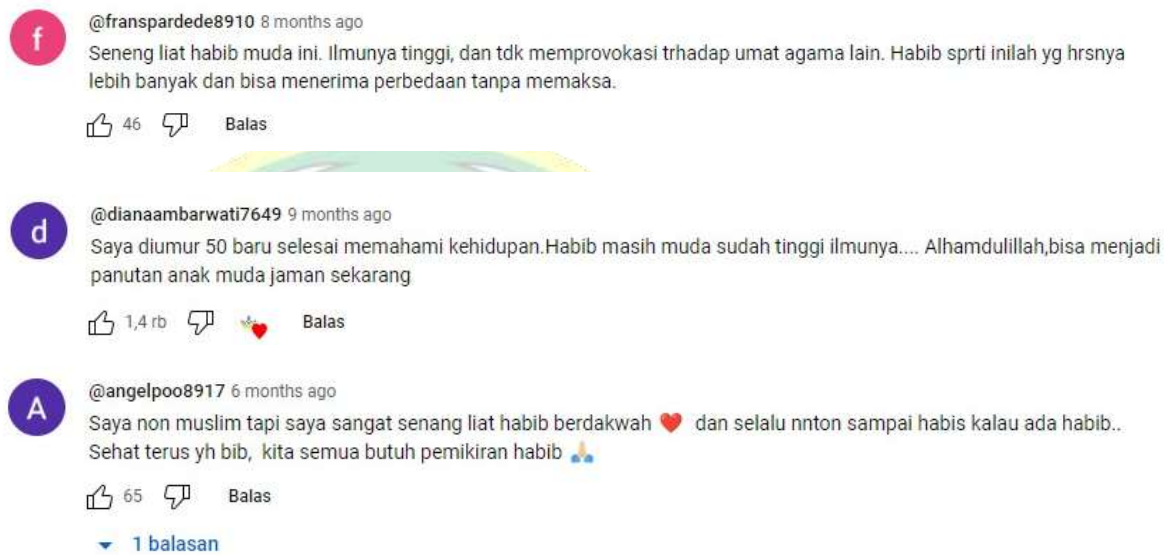 f
@franspardede8910 8 months ago
Seneng liat habib muda ini. Ilmunya tinggi, dan tdk memprovokasi trhadap umat agama lain. Habib sprti inilah yg hrsnya
lebih banyak dan bisa menerima perbedaan tanpa memaksa.
46 Balas
d
@dianaambarwati7649 9 months ago
Saya diumur 50 baru selesai memahami kehidupan.Habib masih muda sudah tinggi ilmunya.... Alhamdulillah,bisa menjadi
panutan anak muda jaman sekarang
1,4 rb Balas
A
@angelpoo8917 6 months ago
Saya non muslim tapi saya sangat senang liat habib berdakwah ❤️ dan selalu nnton sampai habis kalau ada habib..
Sehat terus yh bib, kita semua butuh pemikiran habib 🙏🏼
65 Balas
1 balasan